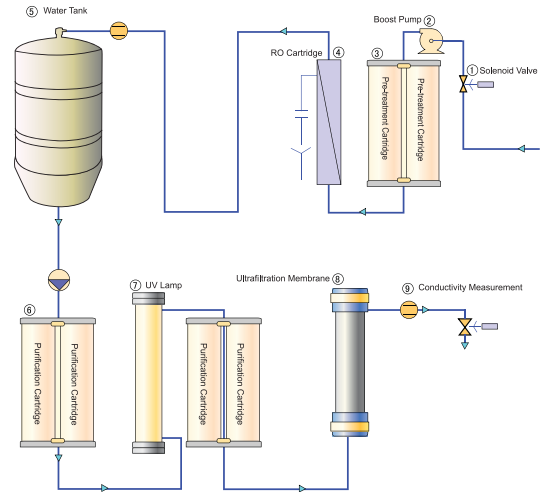 ⑤ Water Tank
Boost Pump ②
RO Cartridge ④
③
① Solenoid Valve
Pre-treatment Cartridge
Pre-treatment Cartridge
⑥
⑦ UV Lamp
Ultrafiltration Membrane ⑧
⑨ Conductivity Measurement
Purification Cartridge
Purification Cartridge
Purification Cartridge
Purification Cartridge